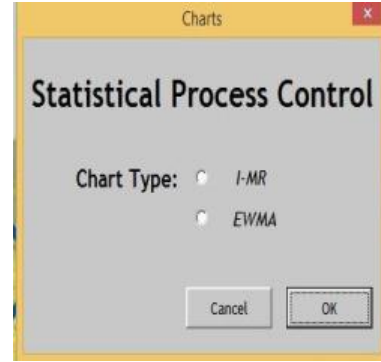 Charts
x
Statistical Process Control
Chart Type:
I-MR
EWMA
Cancel
OK